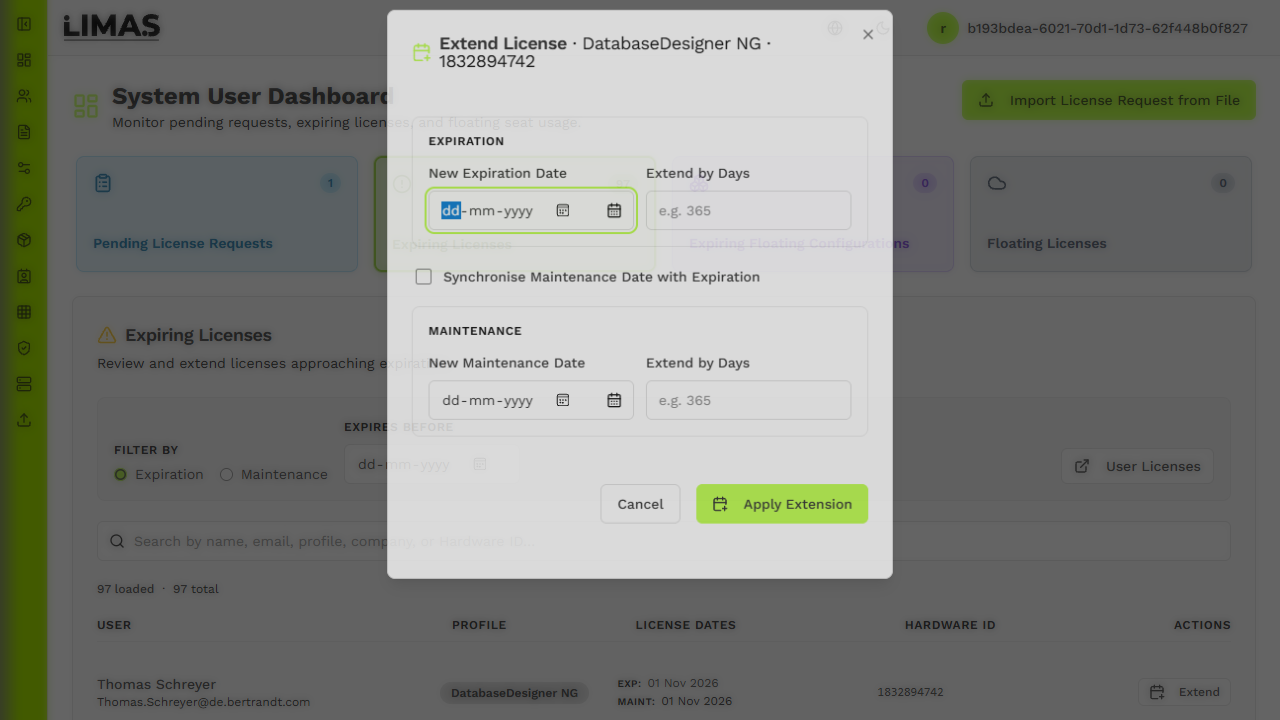 LIMAS
r
b193bdea-6021-70d1-1d73-62f448b0f827
Extend License · DatabaseDesigner NG ·
1832894742
System User Dashboard
Monitor pending requests, expiring licenses, and floating seat usage.
Import License Request from File
1
Pending License Requests
Expiring Licenses
0
Expiring Floating Configurations
0
Floating Licenses
EXPIRATION
New Expiration Date
Extend by Days
dd-mm-yyyy
e.g. 365
Synchronise Maintenance Date with Expiration
MAINTENANCE
New Maintenance Date
Extend by Days
dd-mm-yyyy
e.g. 365
Cancel
Apply Extension
Expiring Licenses
Review and extend licenses approaching
FILTER BY
Expiration
Maintenance
EXPIRES BEFORE
dd-mm-yyyy
User Licenses
Search by name, email, profile, company, or Hardware-ID...
97 loaded · 97 total
USER
PROFILE
LICENSE DATES
HARDWARE ID
ACTIONS
Thomas Schreyer
Thomas.Schreyer@de.bertrandt.com
DatabaseDesigner NG
EXP: 01 Nov 2026
MAINT: 01 Nov 2026
1832894742
Extend